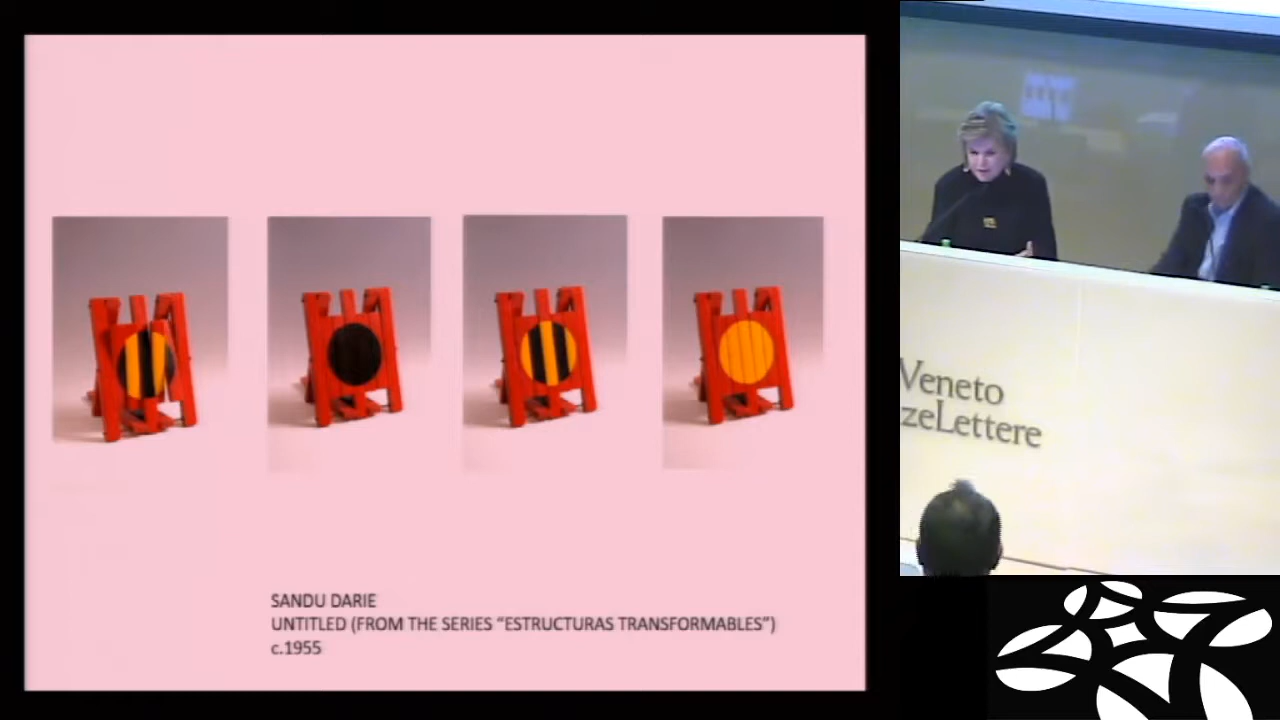 SANDU DARIE
UNTITLED (FROM THE SERIES “ESTRUCTURAS TRANSFORMABLES”)
c.1955
Veneto
zeLettere